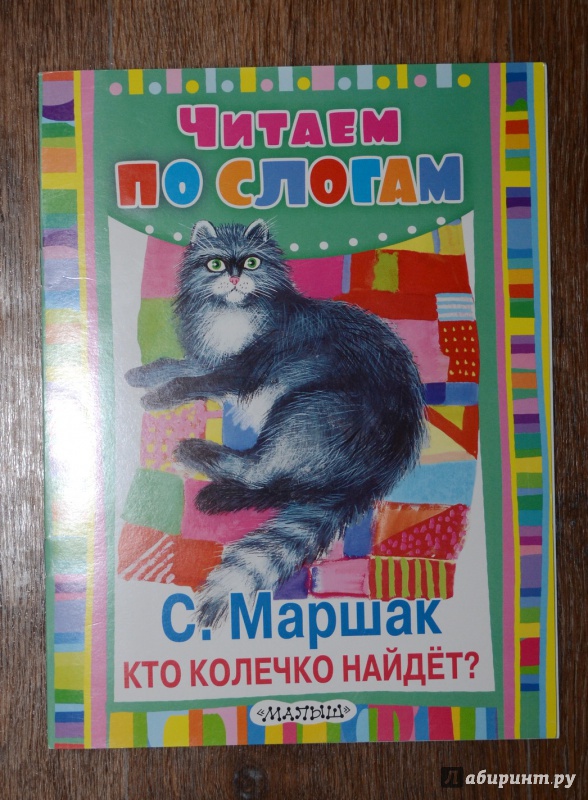 Читаем
ПО СЛОГАМ
С. Маршак
КТО КОЛЕЧКО НАЙДЁТ?
«МАЛЫШ»
Лабиринт.ру